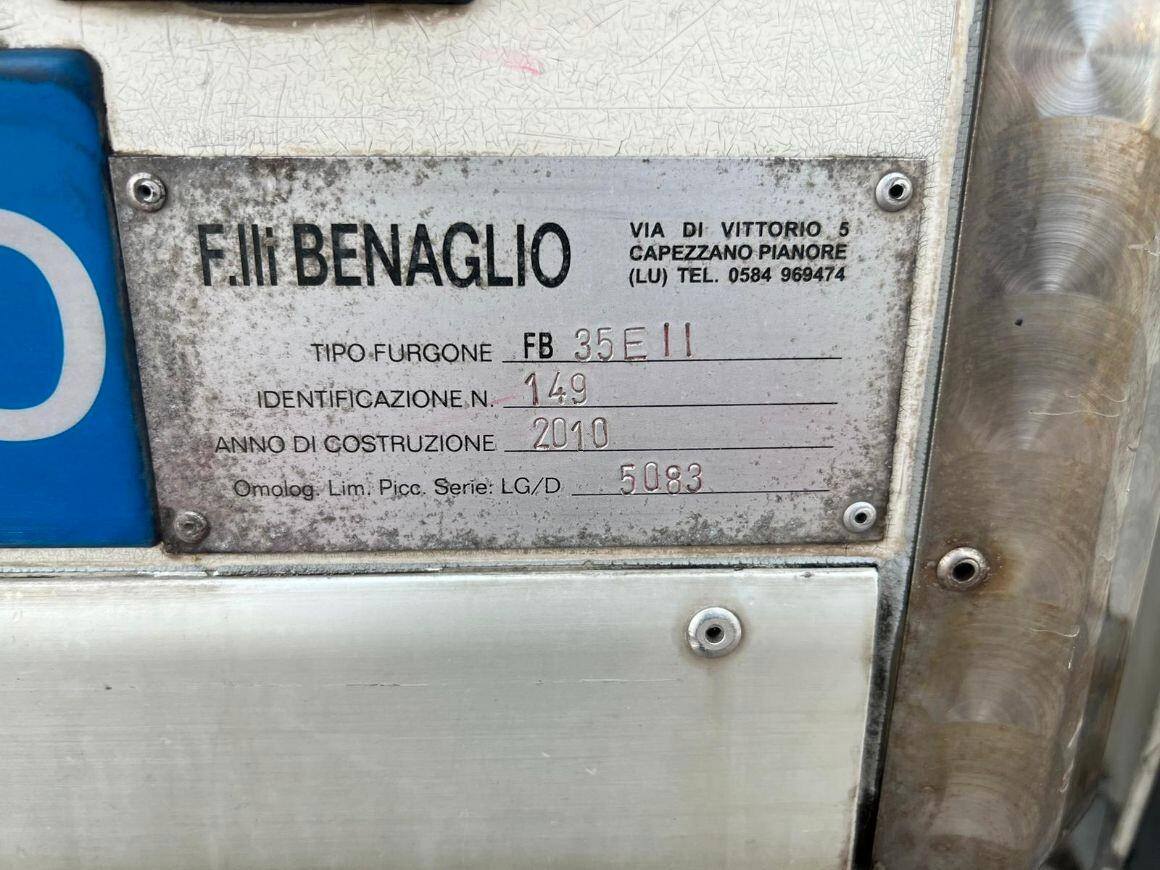 F.lli BENAGLIO
VIA DI VITTORIO 5
CAPEZZANO PIANORE
(LU) TEL. 0584 969474
TIPO FURGONE FB 35E11
IDENTIFICAZIONE N. 149
ANNO DI COSTRUZIONE 2010
Omolog. Lim. Picc. Serie: LG/D 5083